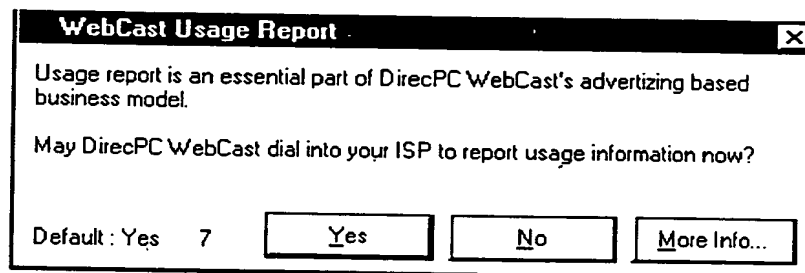 WebCast Usage Report
Usage report is an essential part of DirecPC WebCast's advertizing based
business model.
May DirecPC WebCast dial into your ISP to report usage information now?
Default : Yes 7 Yes No More Info...